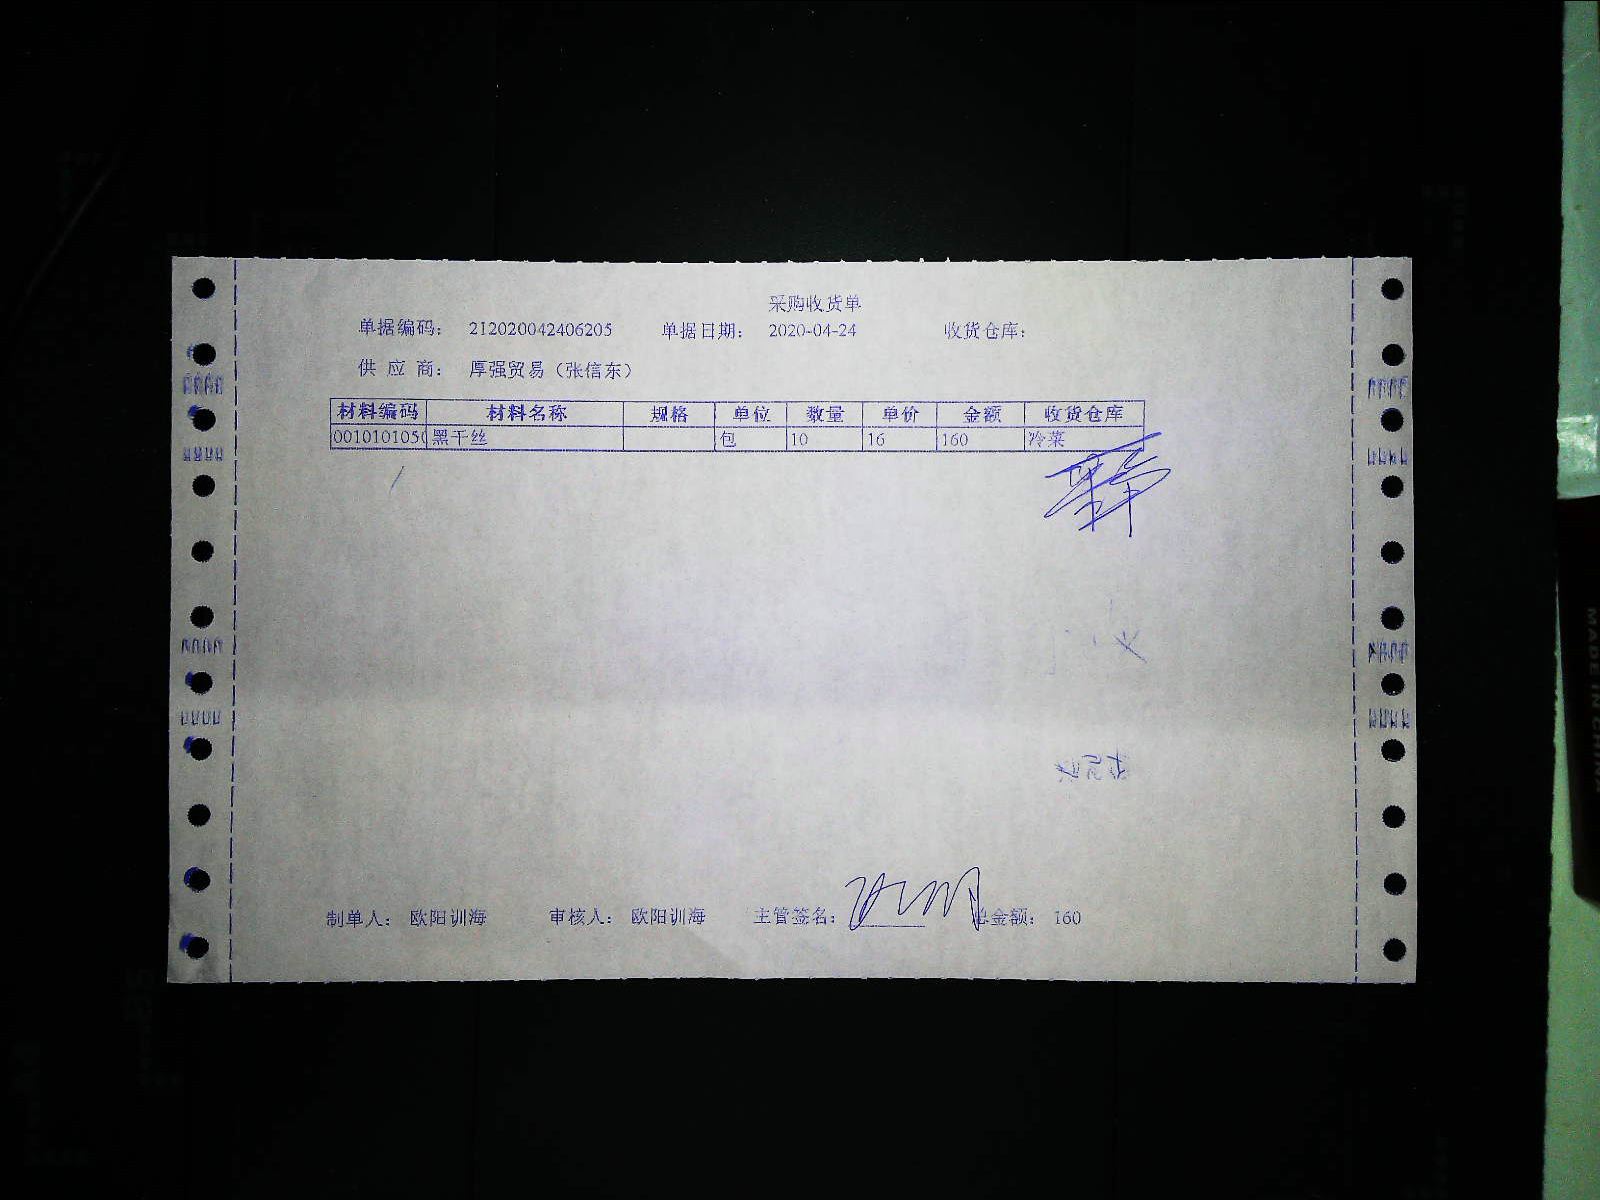 采购收货单
单据编码: 212020042406205 单据日期: 2020-04-24 收货仓库:
供应商: 厚强贸易(张信东)
材料编码 材料名称 规格 单位 数量 单价 金额 收货仓库
001010105 黑干丝 包 10 16 160 冷菜
制单人: 欧阳训海 审核人: 欧阳训海 主管签名: 总金额: 160
MADE IN CHINA